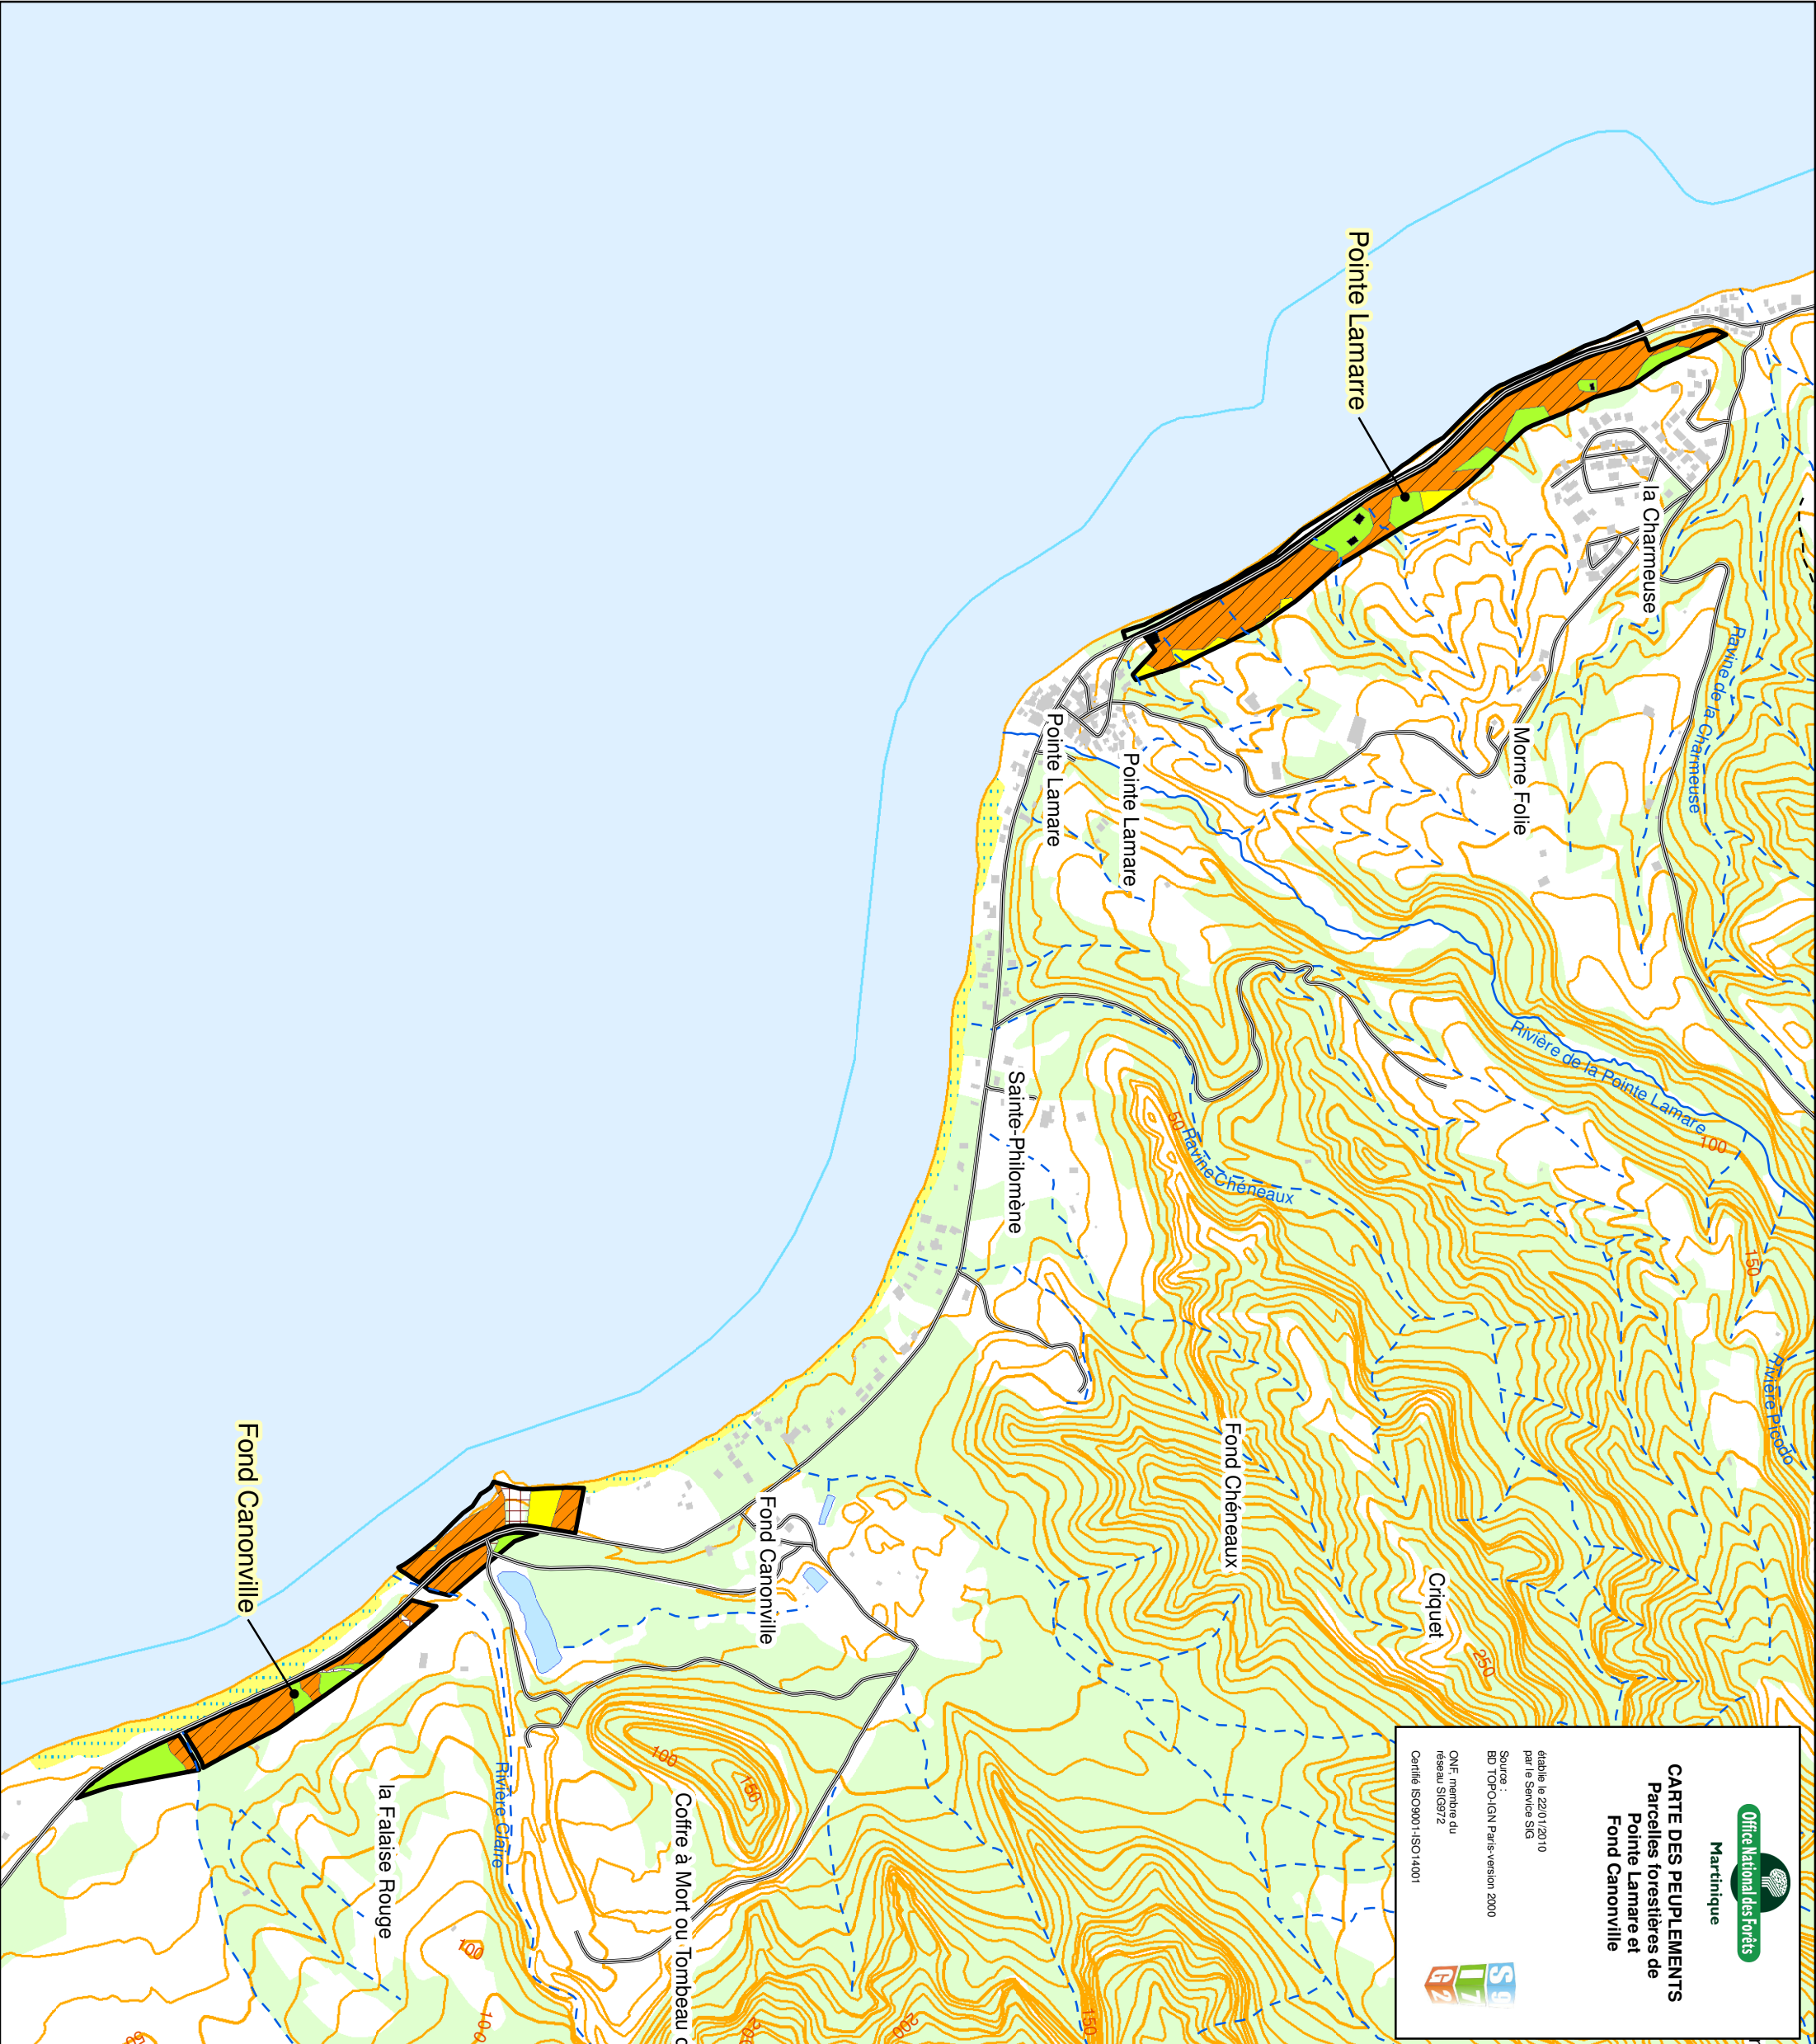 Office National des Forêts
Martinique
CARTE DES PEUPLEMENTS
Parcelles forestières de
Pointe Lamare et
Fond Canonville
établie le 22/01/2010
par le Service SIG
Source :
BD TOPO-IGN Paris-version 2000
ONF, membre du
réseau SIG972
Certifié ISO9001-ISO14001
Pointe Lamarre
la Charmeuse
Ravine de la Charmeuse
Morne Folie
Pointe Lamare
Pointe Lamare
Rivière de la Pointe Lamare
100
150
Rivière Picodo
Sainte-Philomène
50
Ravine Chéneaux
Fond Chéneaux
Criquet
250
Fond Canonville
Fond Canonville
100
150
Rivière Claire
la Falaise Rouge
Coffre à Mort ou Tombeau
100
100
200
150